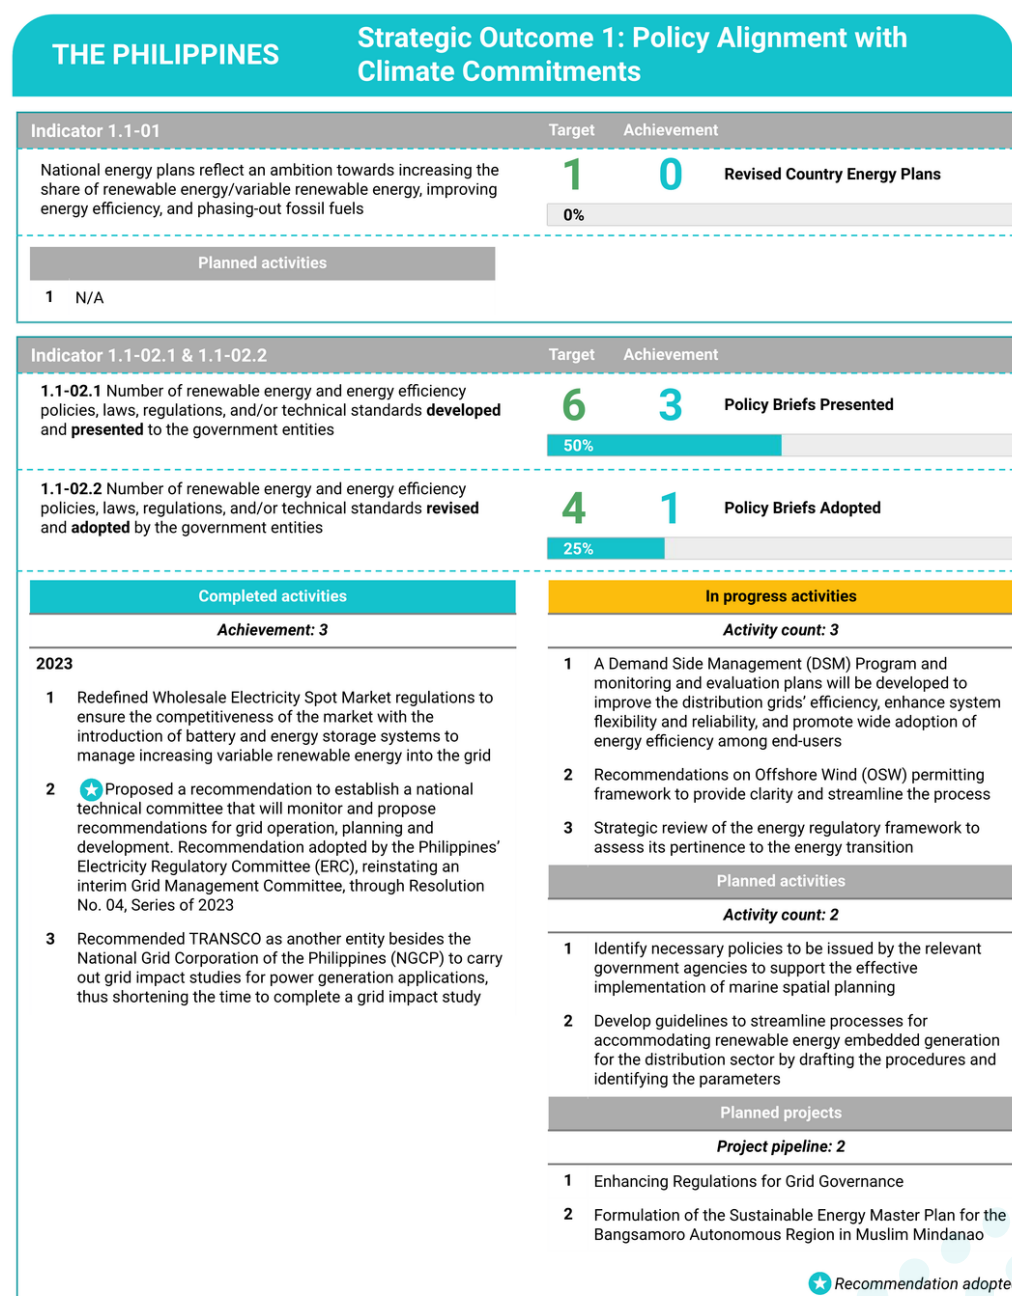 THE PHILIPPINES
Strategic Outcome 1: Policy Alignment with
Climate Commitments
Indicator 1.1-01
Target Achievement
National energy plans reflect an ambition towards increasing the
share of renewable energy/variable renewable energy, improving
energy efficiency, and phasing-out fossil fuels
1 0 Revised Country Energy Plans
0%
Planned activities
1 N/A
Indicator 1.1-02.1 & 1.1-02.2
Target Achievement
1.1-02.1 Number of renewable energy and energy efficiency
policies, laws, regulations, and/or technical standards developed
and presented to the government entities
6 3 Policy Briefs Presented
50%
1.1-02.2 Number of renewable energy and energy efficiency
policies, laws, regulations, and/or technical standards revised
and adopted by the government entities
4 1 Policy Briefs Adopted
25%
Completed activities
Achievement: 3
2023
1 Redefined Wholesale Electricity Spot Market regulations to
ensure the competitiveness of the market with the
introduction of battery and energy storage systems to
manage increasing variable renewable energy into the grid
2 Proposed a recommendation to establish a national
technical committee that will monitor and propose
recommendations for grid operation, planning and
development. Recommendation adopted by the Philippines’
Electricity Regulatory Committee (ERC), reinstating an
interim Grid Management Committee, through Resolution
No. 04, Series of 2023
3 Recommended TRANSCO as another entity besides the
National Grid Corporation of the Philippines (NGCP) to carry
out grid impact studies for power generation applications,
thus shortening the time to complete a grid impact study
In progress activities
Activity count: 3
1 A Demand Side Management (DSM) Program and
monitoring and evaluation plans will be developed to
improve the distribution grids’ efficiency, enhance system
flexibility and reliability, and promote wide adoption of
energy efficiency among end-users
2 Recommendations on Offshore Wind (OSW) permitting
framework to provide clarity and streamline the process
3 Strategic review of the energy regulatory framework to
assess its pertinence to the energy transition
Planned activities
Activity count: 2
1 Identify necessary policies to be issued by the relevant
government agencies to support the effective
implementation of marine spatial planning
2 Develop guidelines to streamline processes for
accommodating renewable energy embedded generation
for the distribution sector by drafting the procedures and
identifying the parameters
Planned projects
Project pipeline: 2
1 Enhancing Regulations for Grid Governance
2 Formulation of the Sustainable Energy Master Plan for the
Bangsamoro Autonomous Region in Muslim Mindanao
Recommendation adopte